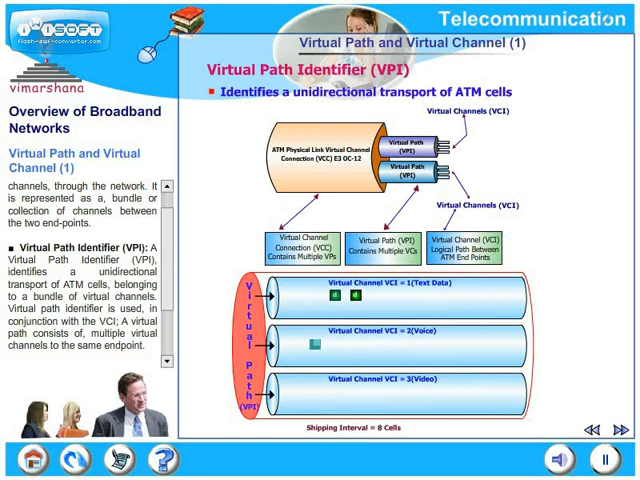 iWiSOFT
flash-swf-converter.com
Telecommunication
Virtual Path and Virtual Channel (1)
vimarshana
Overview of Broadband
Networks
Virtual Path and Virtual
Channel (1)
channels, through the network. It
is represented as a, bundle or
collection of channels between
the two end-points.
■ Virtual Path Identifier (VPI): A
Virtual Path Identifier (VPI),
identifies a unidirectional
transport of ATM cells, belonging
to a bundle of virtual channels.
Virtual path identifier is used, in
conjunction with the VCI; A virtual
path consists of, multiple virtual
channels to the same endpoint.
Virtual Path Identifier (VPI)
Identifies a unidirectional transport of ATM cells
Virtual Channels (VCI)
ATM Physical Link Virtual Channel
Connection (VCC) E3 OC-12
Virtual Path
(VPI)
Virtual Path
(VPI)
Virtual Channels (VCI)
Virtual Channel
Connection (VCC)
Contains Multiple VPs
Virtual Path (VPI)
Contains Multiple VCs
Virtual Channel (VCI)
Logical Path Between
ATM End Points
Virtual Path
(VPI)
Virtual Channel VCI = 1(Text Data)
d d
Virtual Channel VCI = 2(Voice)
Virtual Channel VCI = 3(Video)
Shipping Interval = 8 Cells